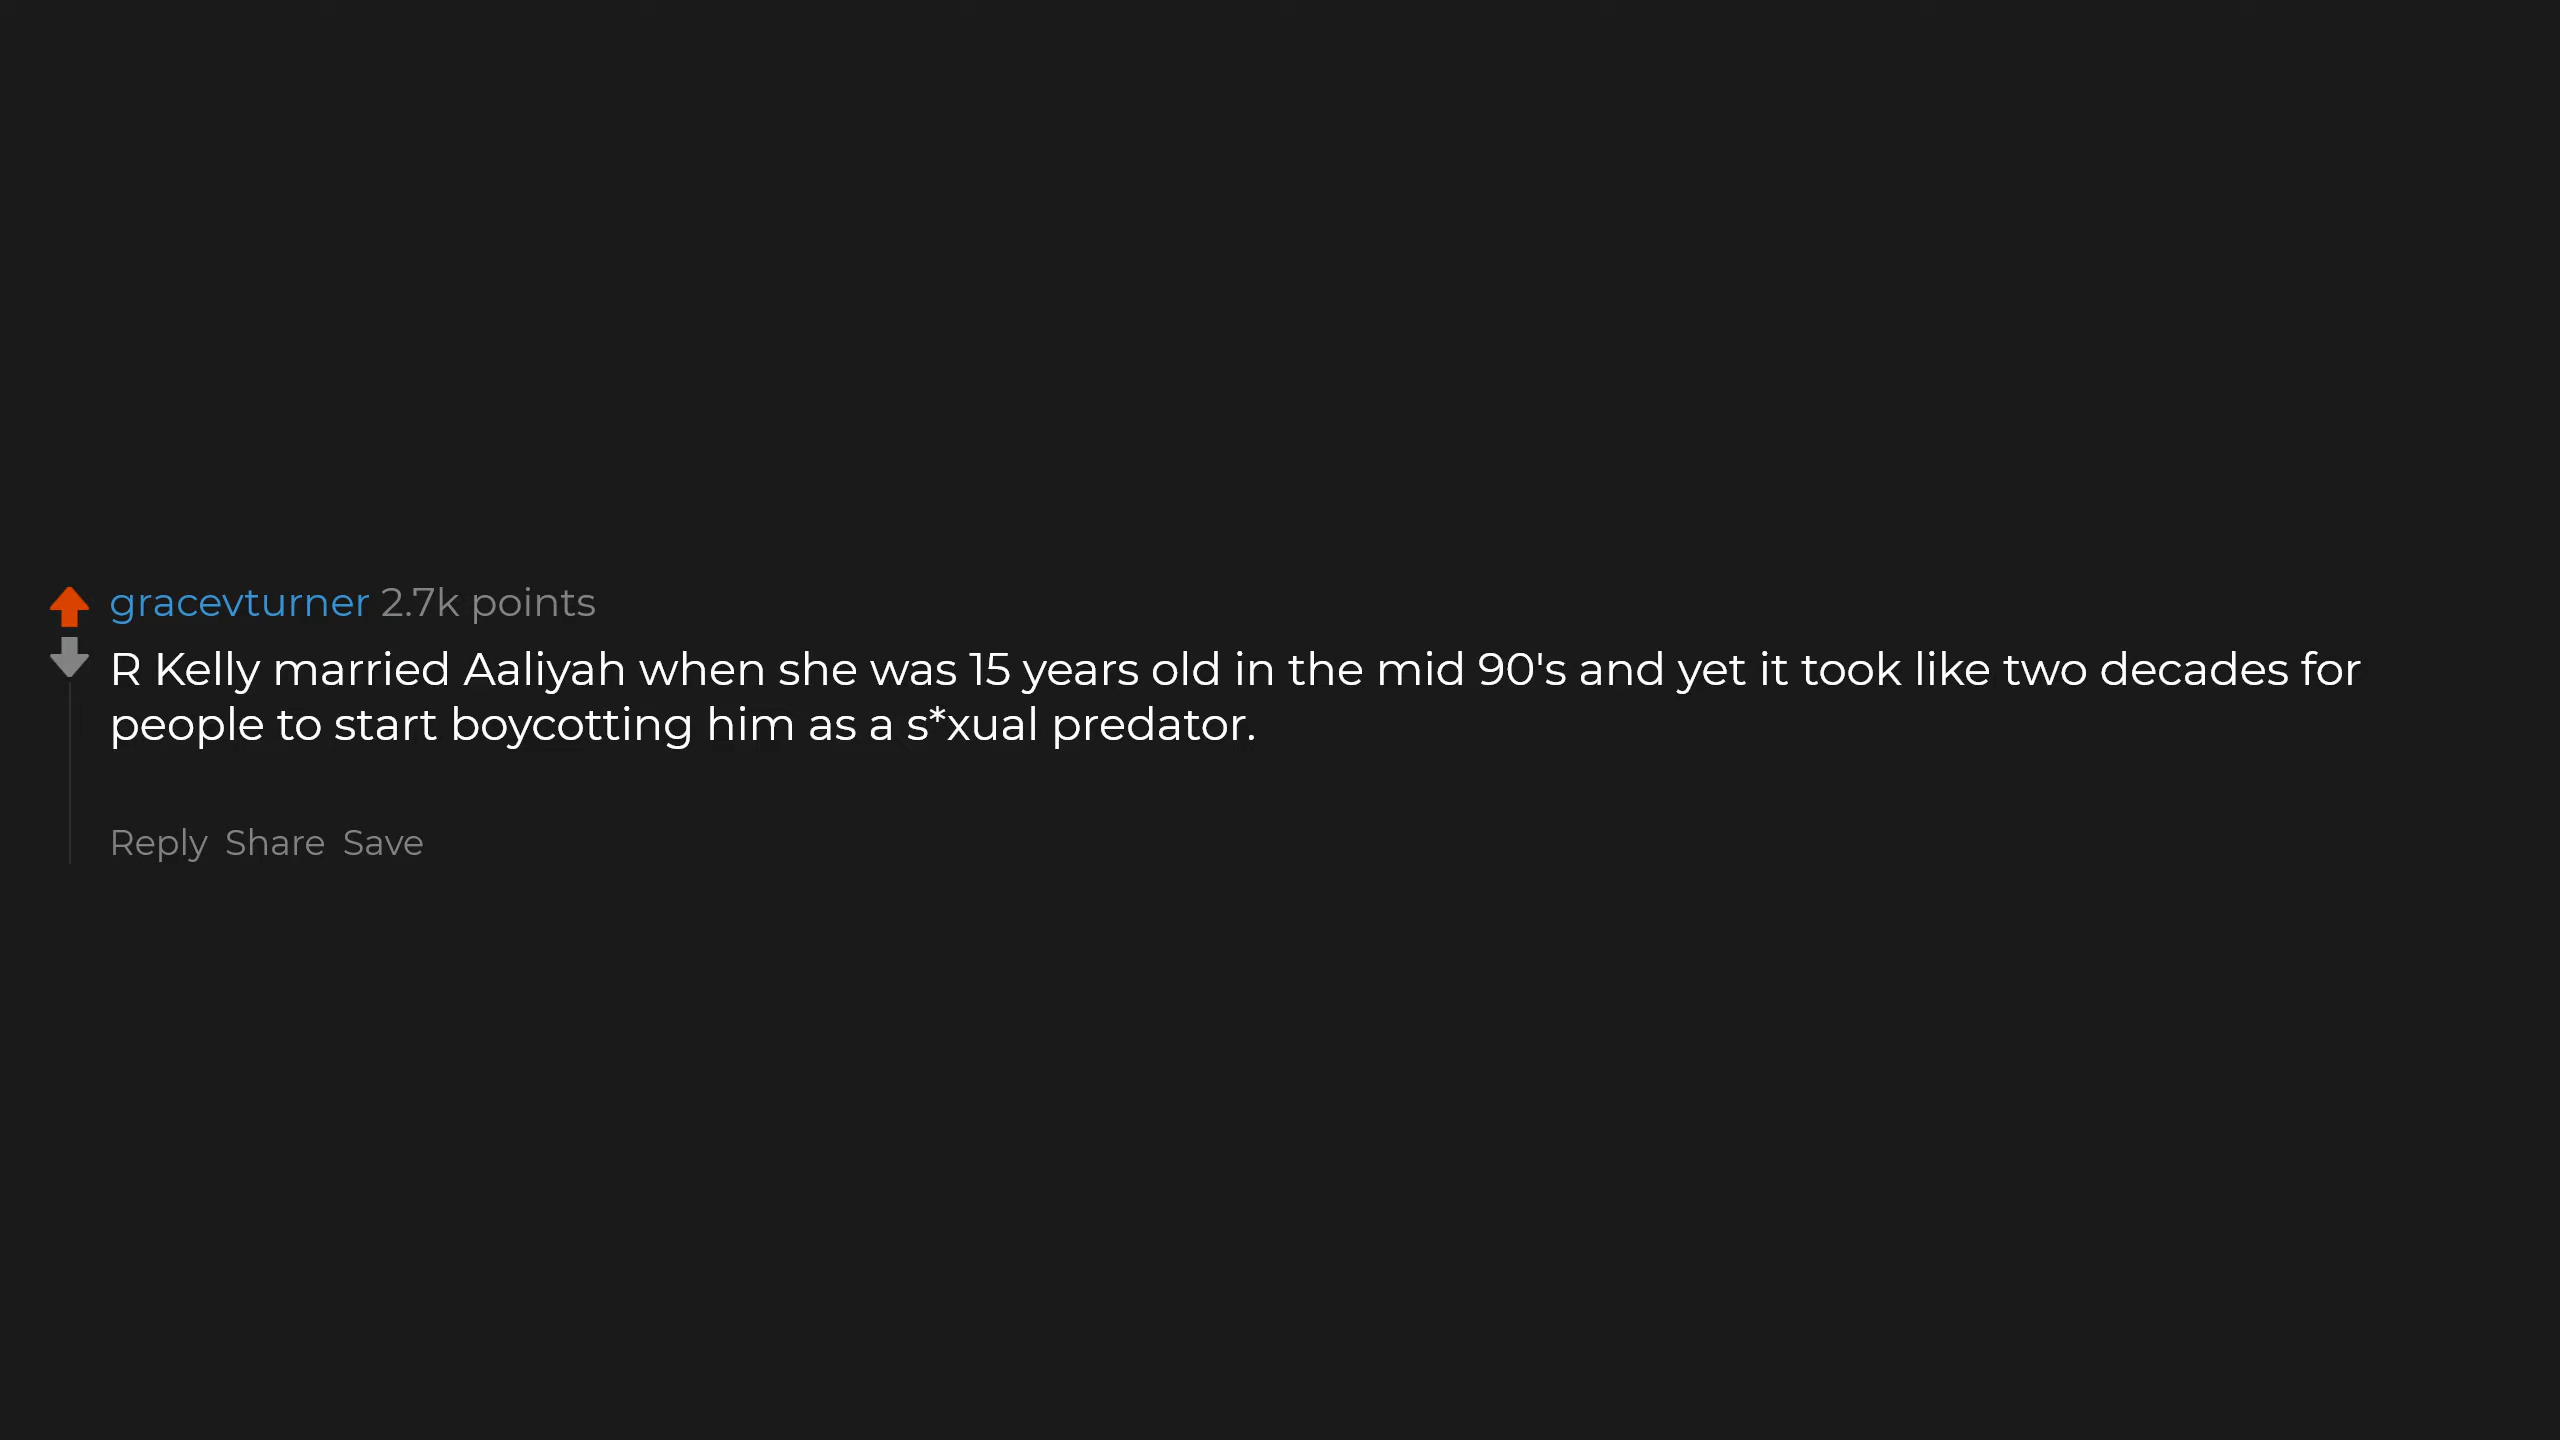 gracevturner 2.7k points
R Kelly married Aaliyah when she was 15 years old in the mid 90's and yet it took like two decades for
people to start boycotting him as a s*xual predator.
Reply Share Save